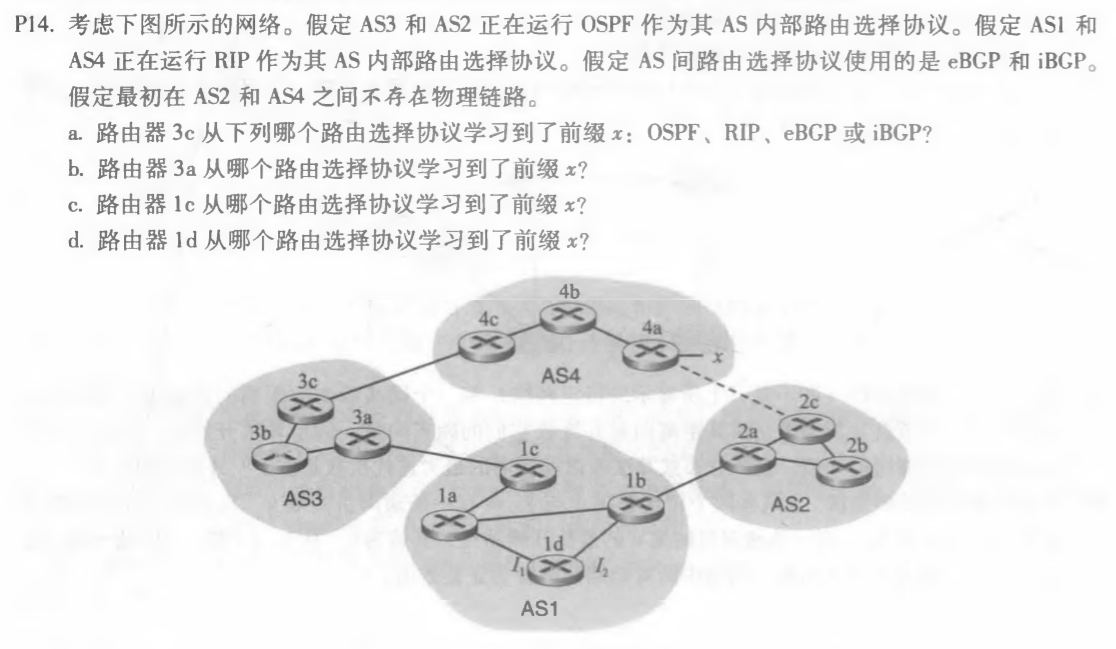 P14. 考虑下图所示的网络。假定 AS3 和 AS2 正在运行 OSPF 作为其 AS 内部路由选择协议。假定 AS1 和
AS4 正在运行 RIP 作为其 AS 内部路由选择协议。假定 AS 间路由选择协议使用的是 eBGP 和 iBGP。
假定最初在 AS2 和 AS4 之间不存在物理链路。
a. 路由器 3c 从下列哪个路由选择协议学习到了前缀 x：OSPF、RIP、eBGP 或 iBGP?
b. 路由器 3a 从哪个路由选择协议学习到了前缀 x?
c. 路由器 1c 从哪个路由选择协议学习到了前缀 x?
d. 路由器 1d 从哪个路由选择协议学习到了前缀 x?
4b
4c
4a
x
AS4
3c
2c
3a
3b
2a
2b
1c
1b
AS3
1a
AS2
1d
I₁
I₂
AS1